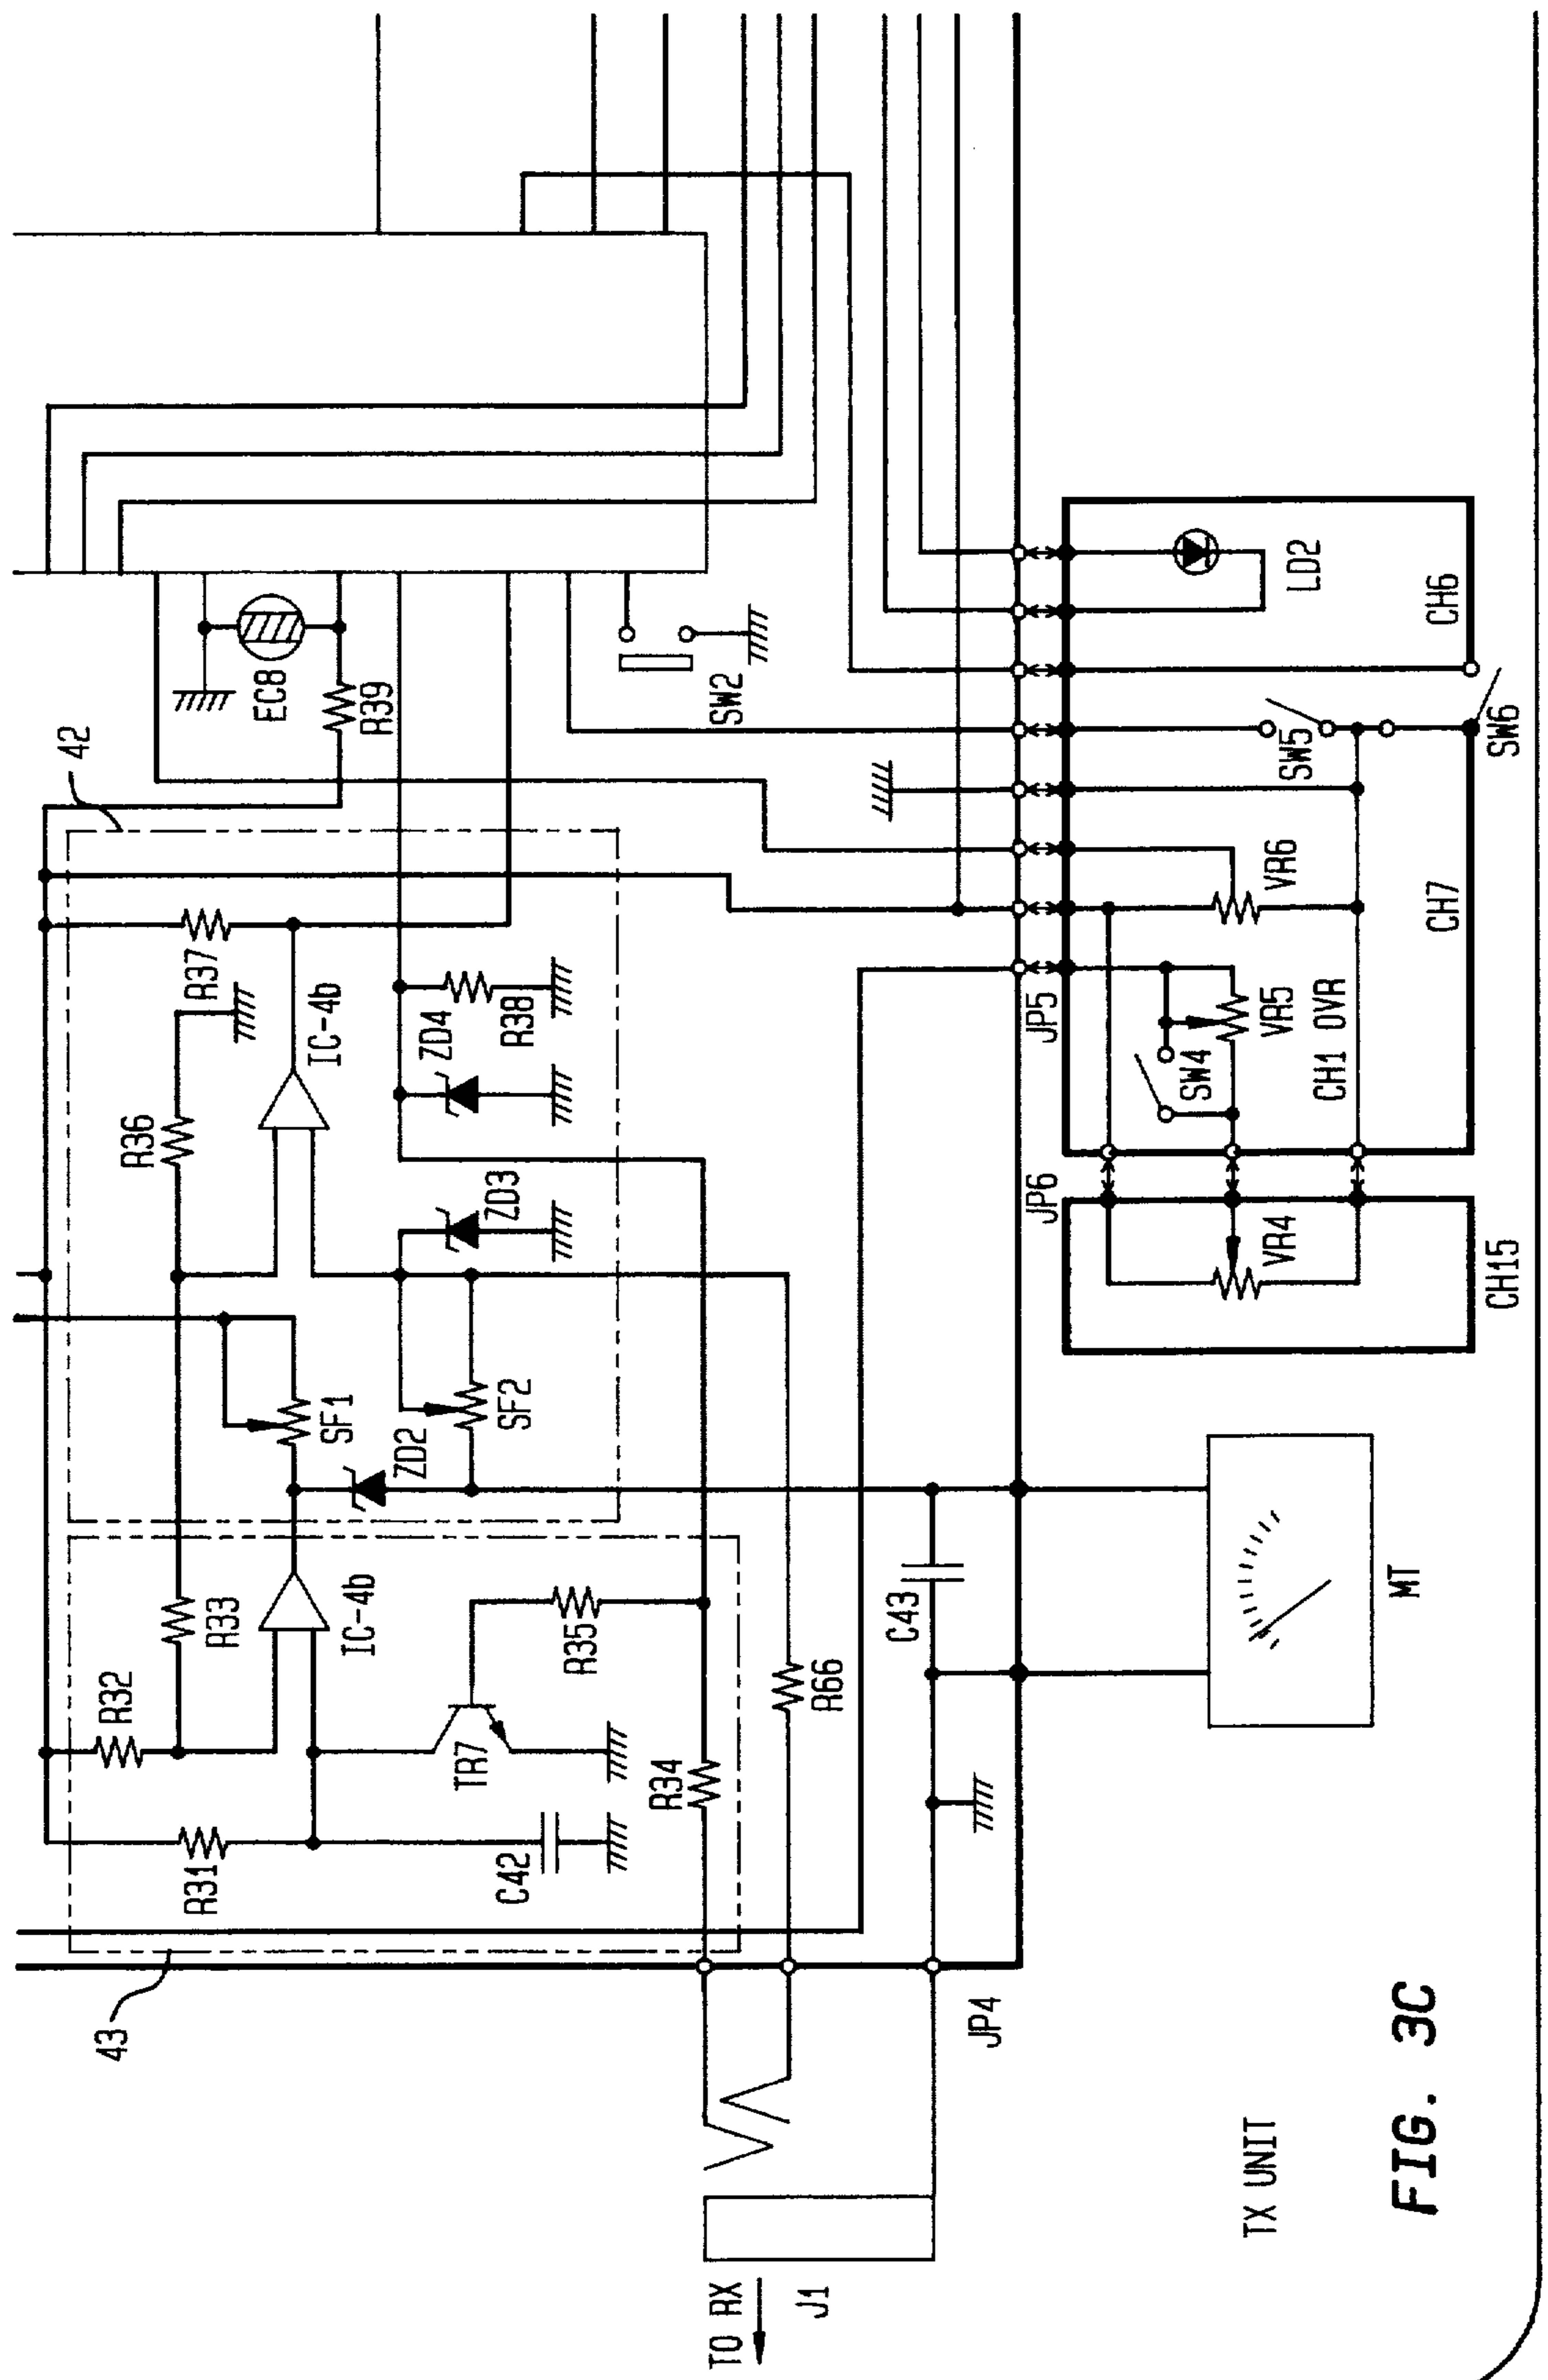 42
EC8
R39
SW2
R37
R36
IC-4b
ZD4
R38
ZD3
SF1
ZD2
SF2
43
R31
R32
R33
IC-4b
TR7
R35
C42
R34
R66
C43
JP4
J1
TO RX
TX UNIT
MT
JP5
JP6
SW4
VR5
VR6
CH1 OVR
CH7
SW5
SW6
LD2
CH6
VR4
CH15
FIG. 3C